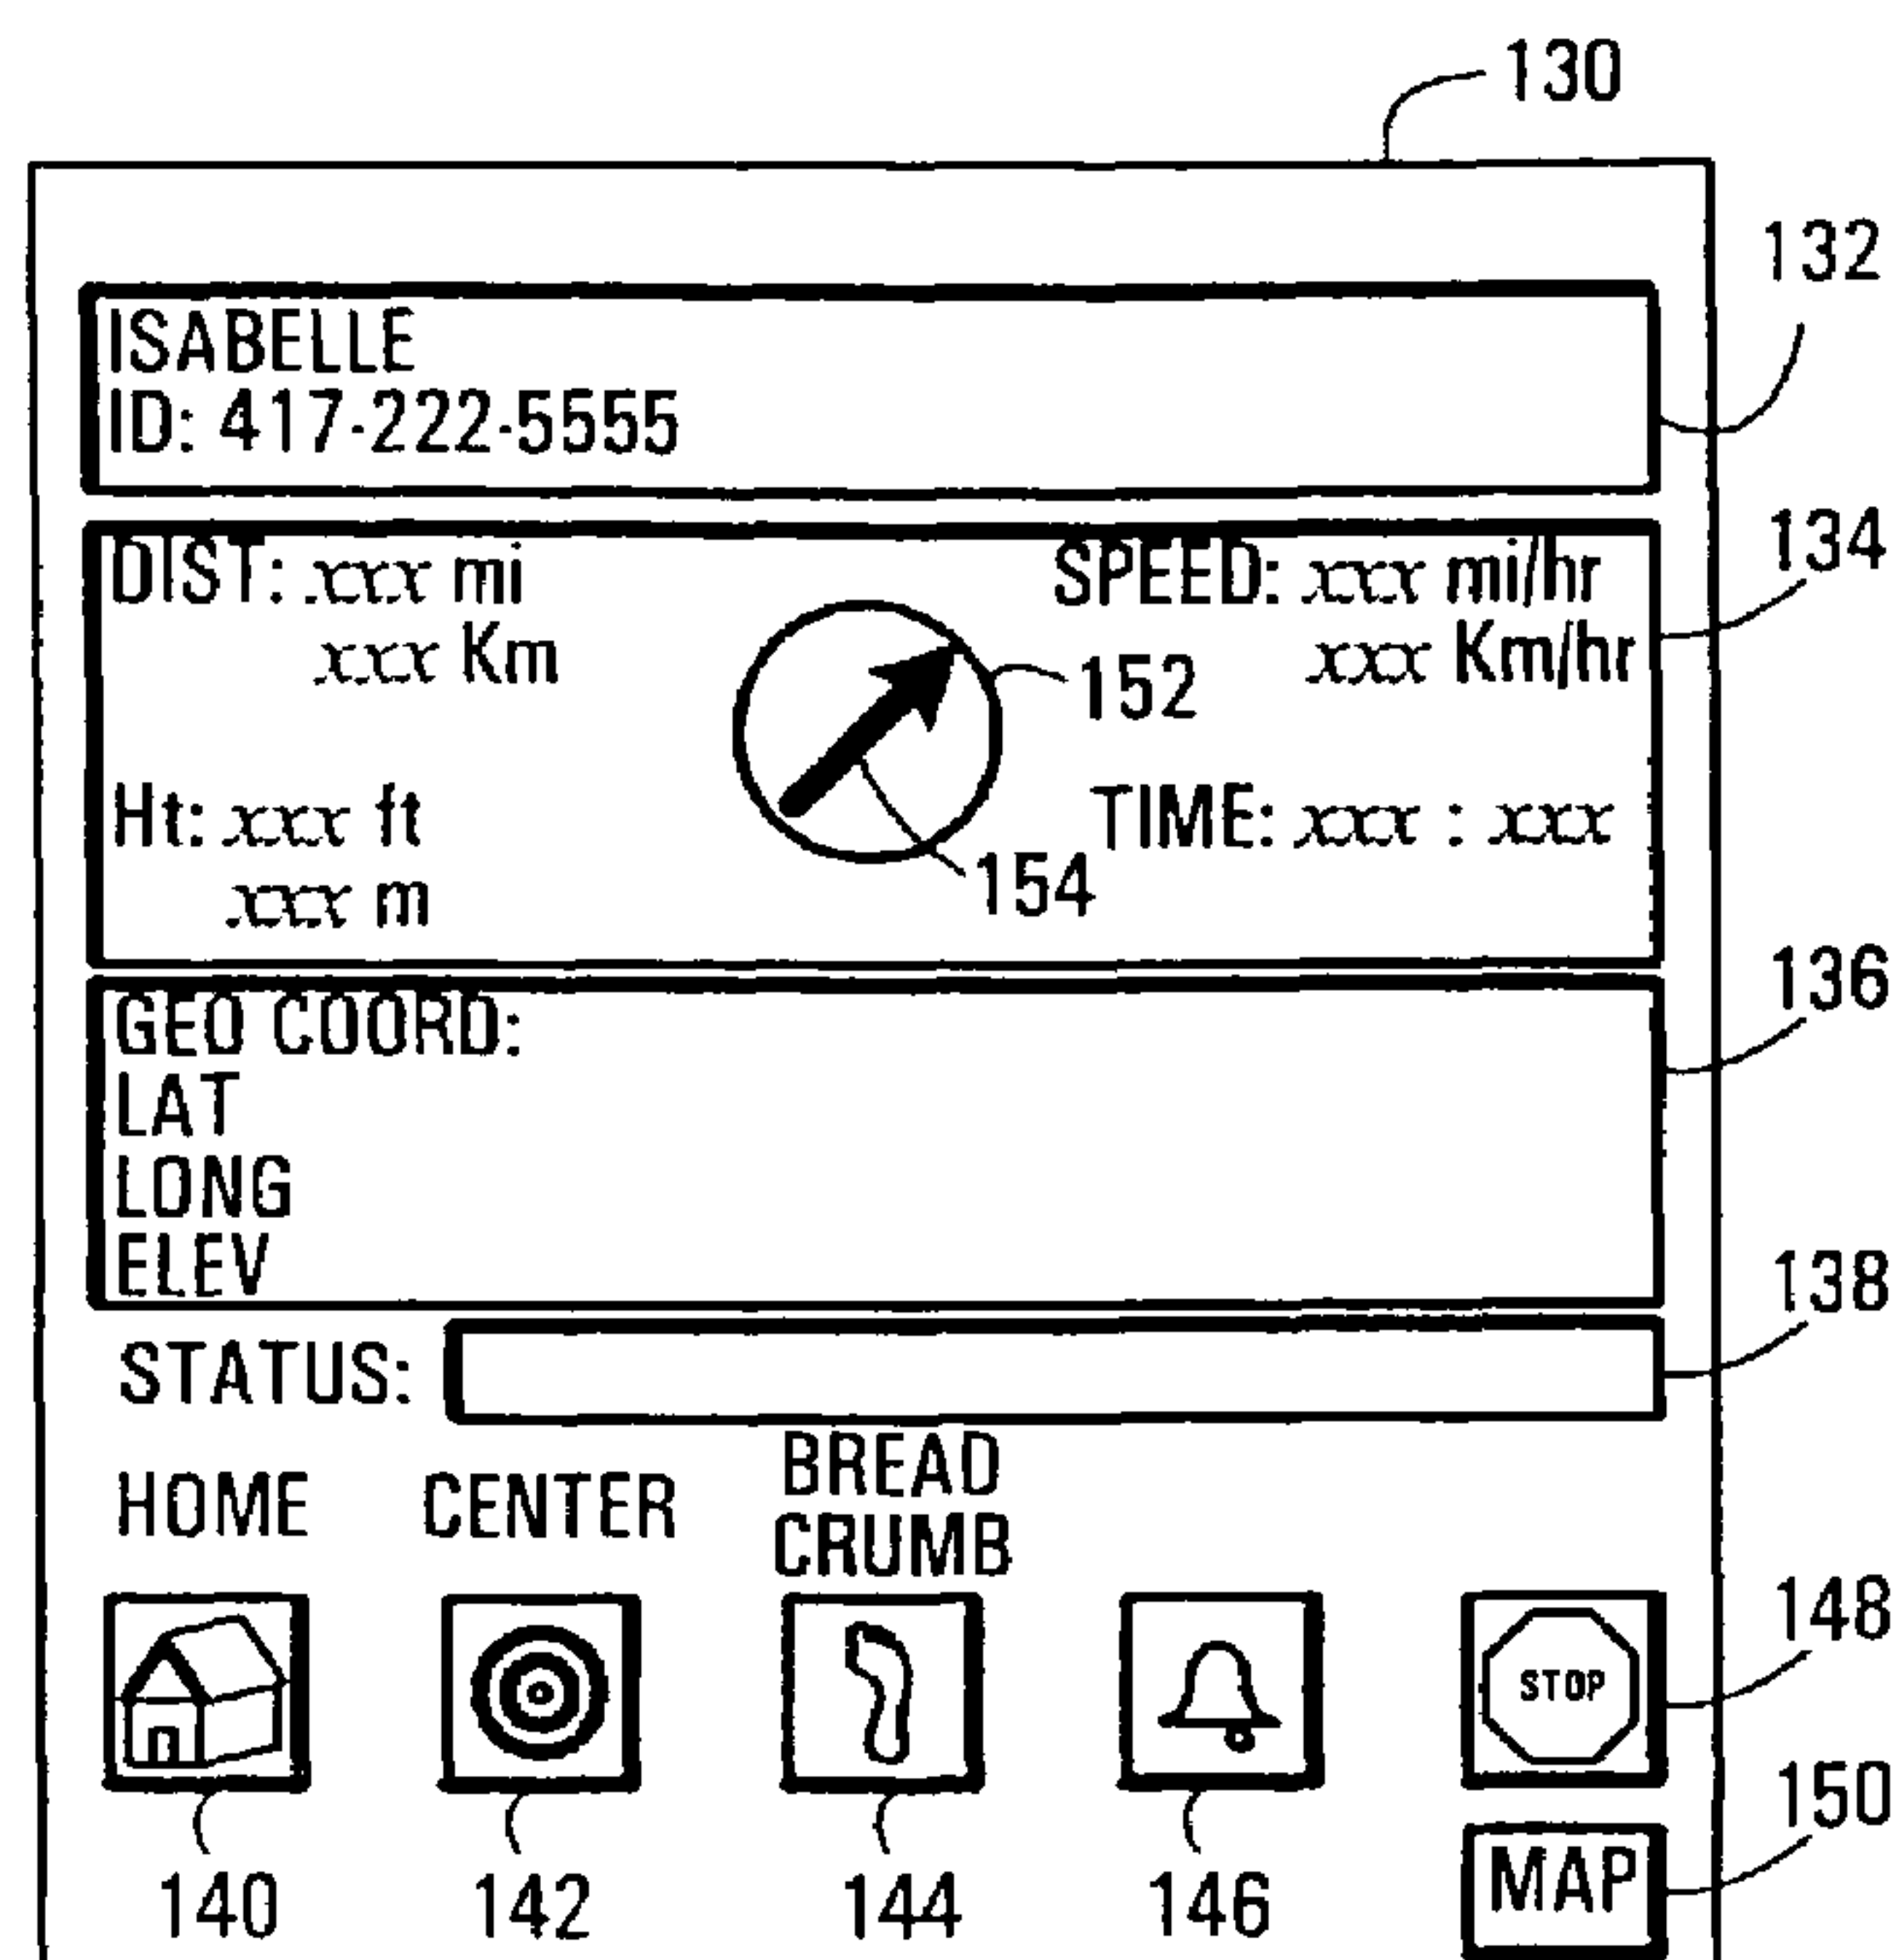 130
132
ISABELLE
ID: 417-222-5555
134
DIST: xxx mi SPEED: xxx mi/hr
xxx Km 152 xxx Km/hr
Ht: xxx ft TIME: xxx : xxx
xxx m 154
136
GEO COORD:
LAT
LONG
ELEV
138
STATUS:
HOME CENTER BREAD
CRUMB
148
STOP
150
MAP
140 142 144 146